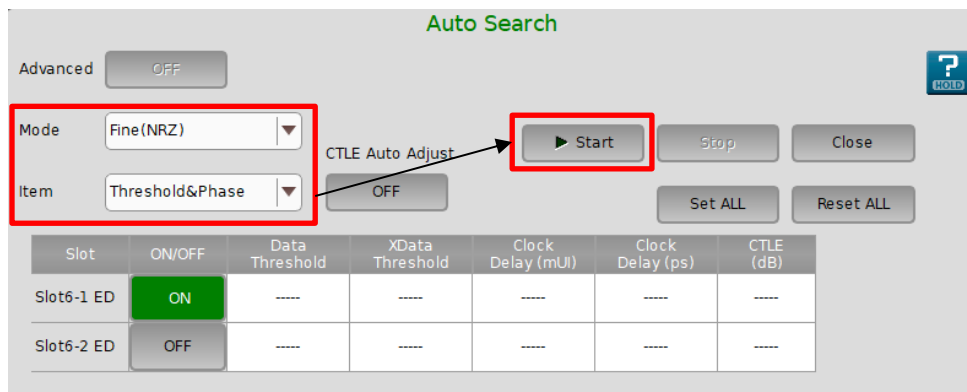 Auto Search
Advanced OFF
? HOLD
Mode Fine(NRZ)
Start Stop Close
CTLE Auto Adjust
Item Threshold&Phase OFF
Set ALL Reset ALL
Slot ON/OFF Data Threshold XData Threshold Clock Delay (mUI) Clock Delay (ps) CTLE (dB)
Slot6-1 ED ON ----- ----- ----- ----- -----
Slot6-2 ED OFF ----- ----- ----- ----- -----